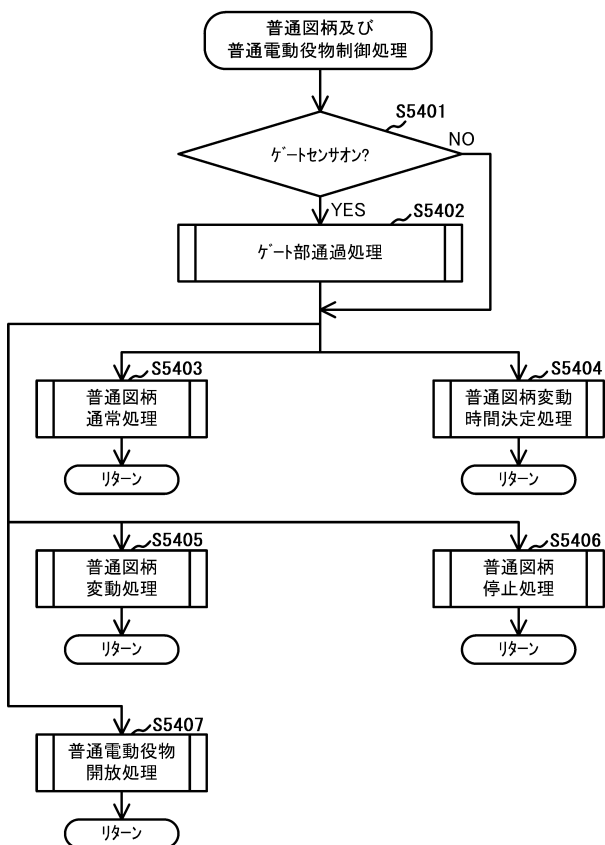 普通図柄及び
普通電動役物制御処理
S5401
ゲートセンサオン?
NO
YES
S5402
ゲート部通過処理
S5403
普通図柄
通常処理
リターン
S5404
普通図柄変動
時間決定処理
リターン
S5405
普通図柄
変動処理
リターン
S5406
普通図柄
停止処理
リターン
S5407
普通電動役物
開放処理
リターン